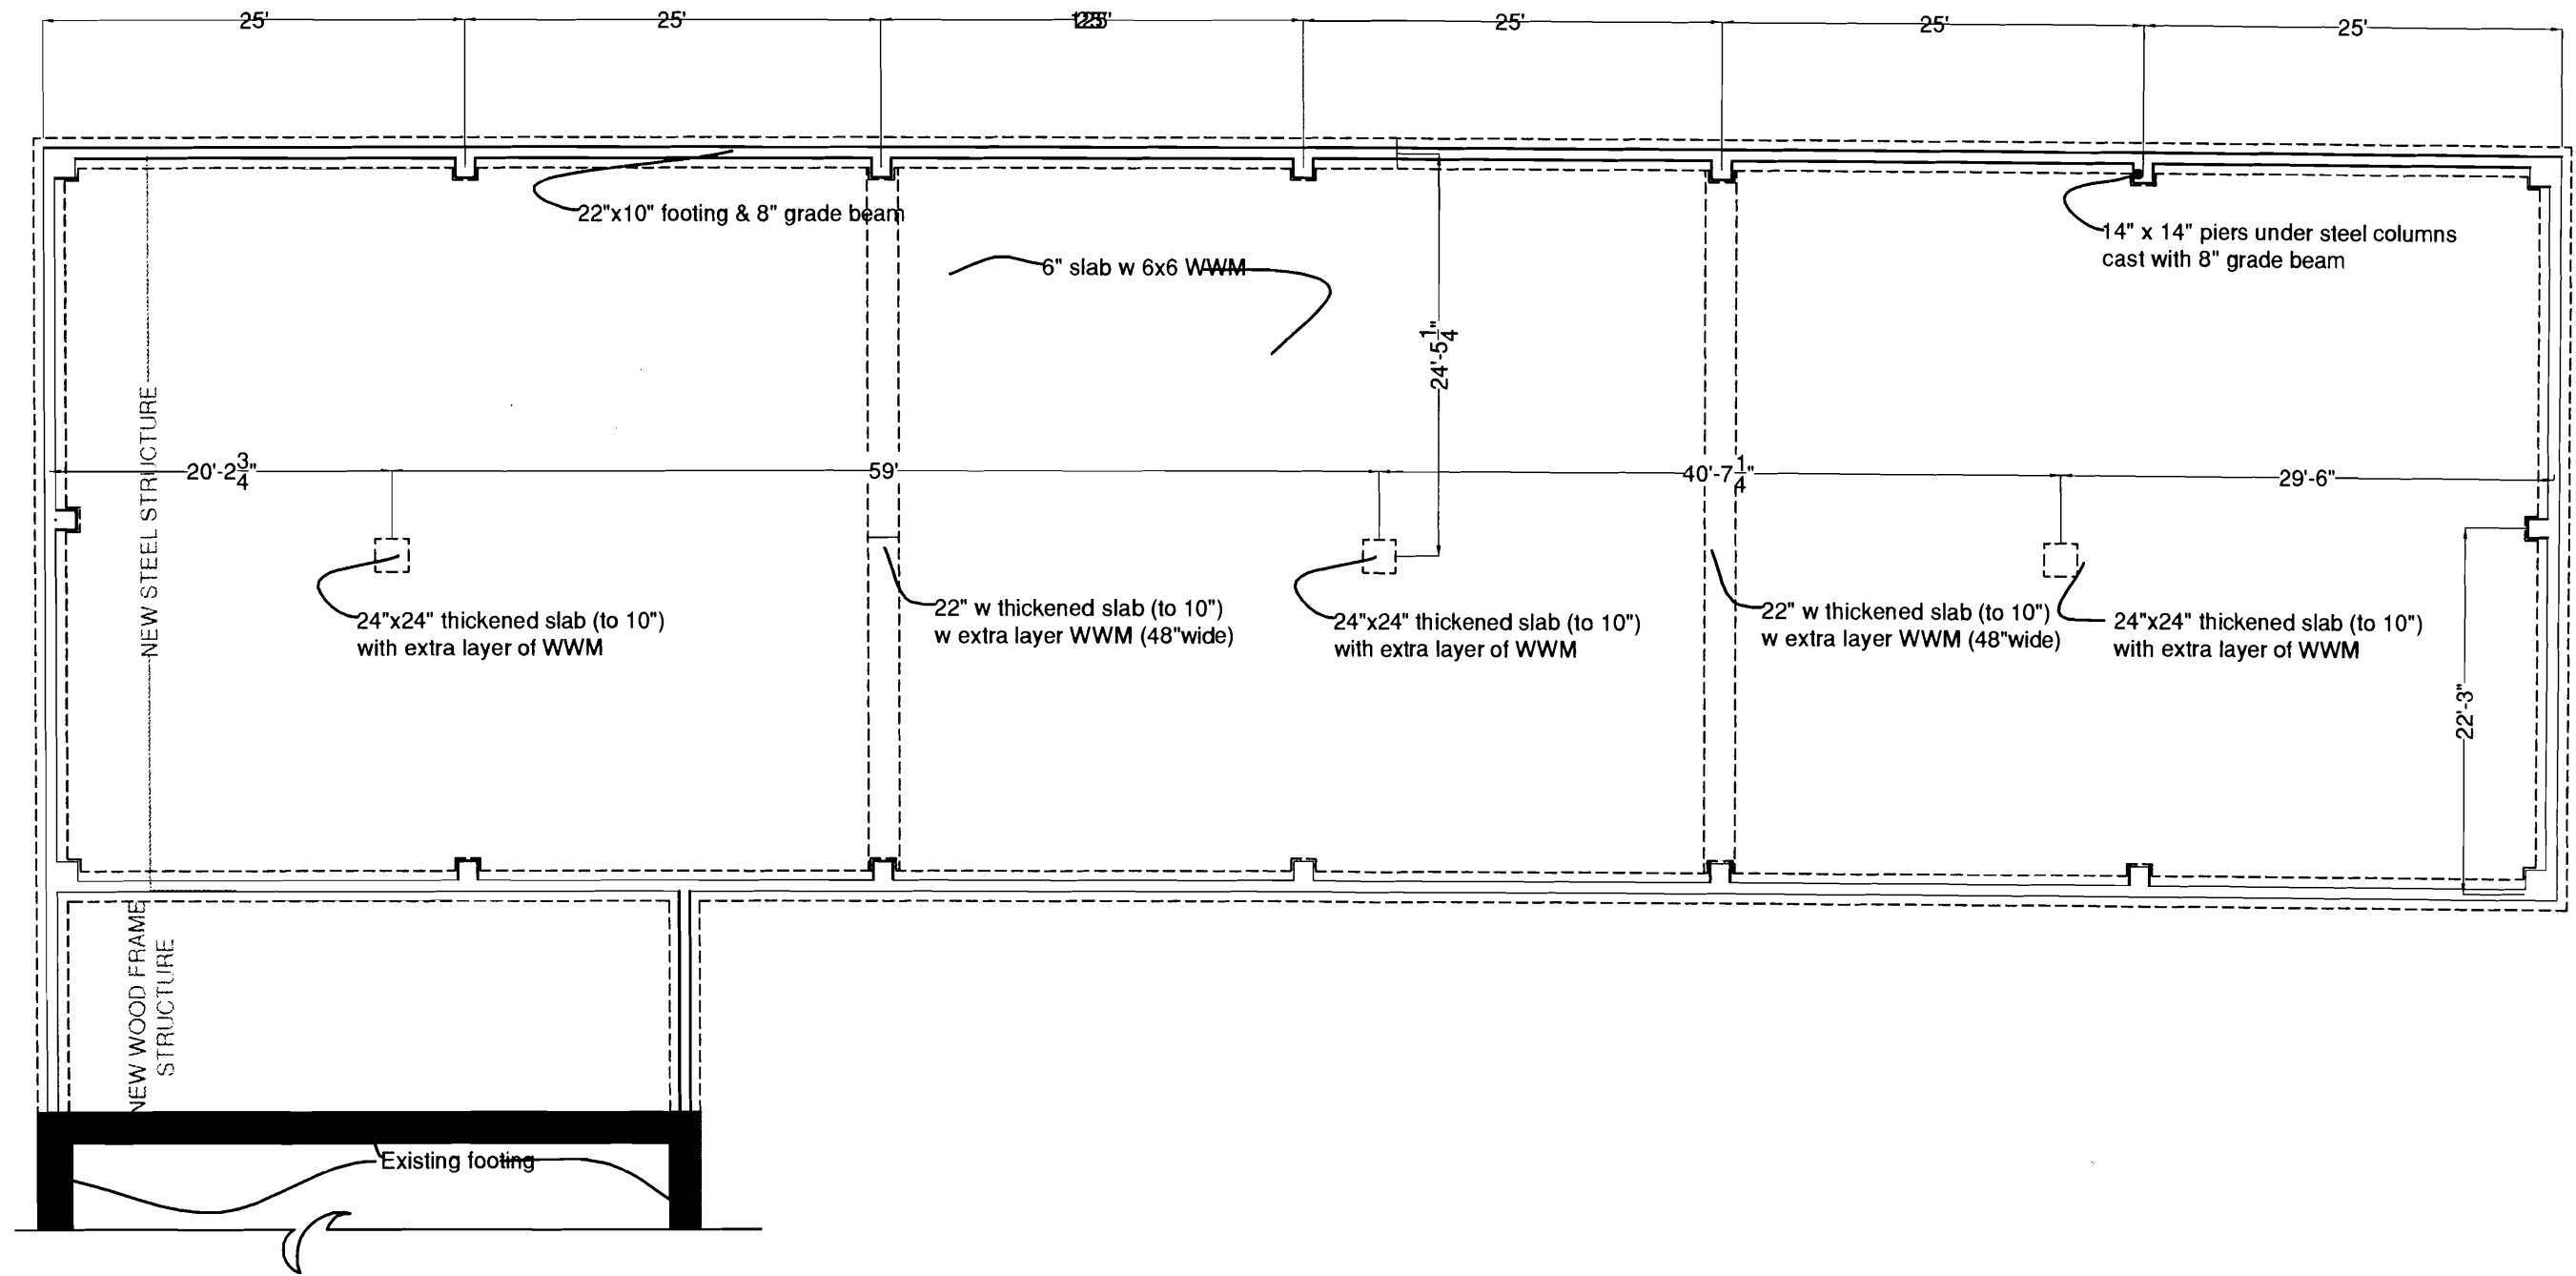 25'
25'
25'
25'
25'
22"x10" footing & 8" grade beam
14" x 14" piers under steel columns
cast with 8" grade beam
6" slab w 6x6 WWM
24'-5 1/4"
NEW STEEL STRUCTURE
20'-2 3/4"
59'
40'-7 1/4"
29'-6"
24"x24" thickened slab (to 10")
with extra layer of WWM
22" w thickened slab (to 10")
w extra layer WWM (48"wide)
24"x24" thickened slab (to 10")
with extra layer of WWM
22" w thickened slab (to 10")
w extra layer WWM (48"wide)
24"x24" thickened slab (to 10")
with extra layer of WWM
22'-3"
NEW WOOD FRAME
STRUCTURE
Existing footing